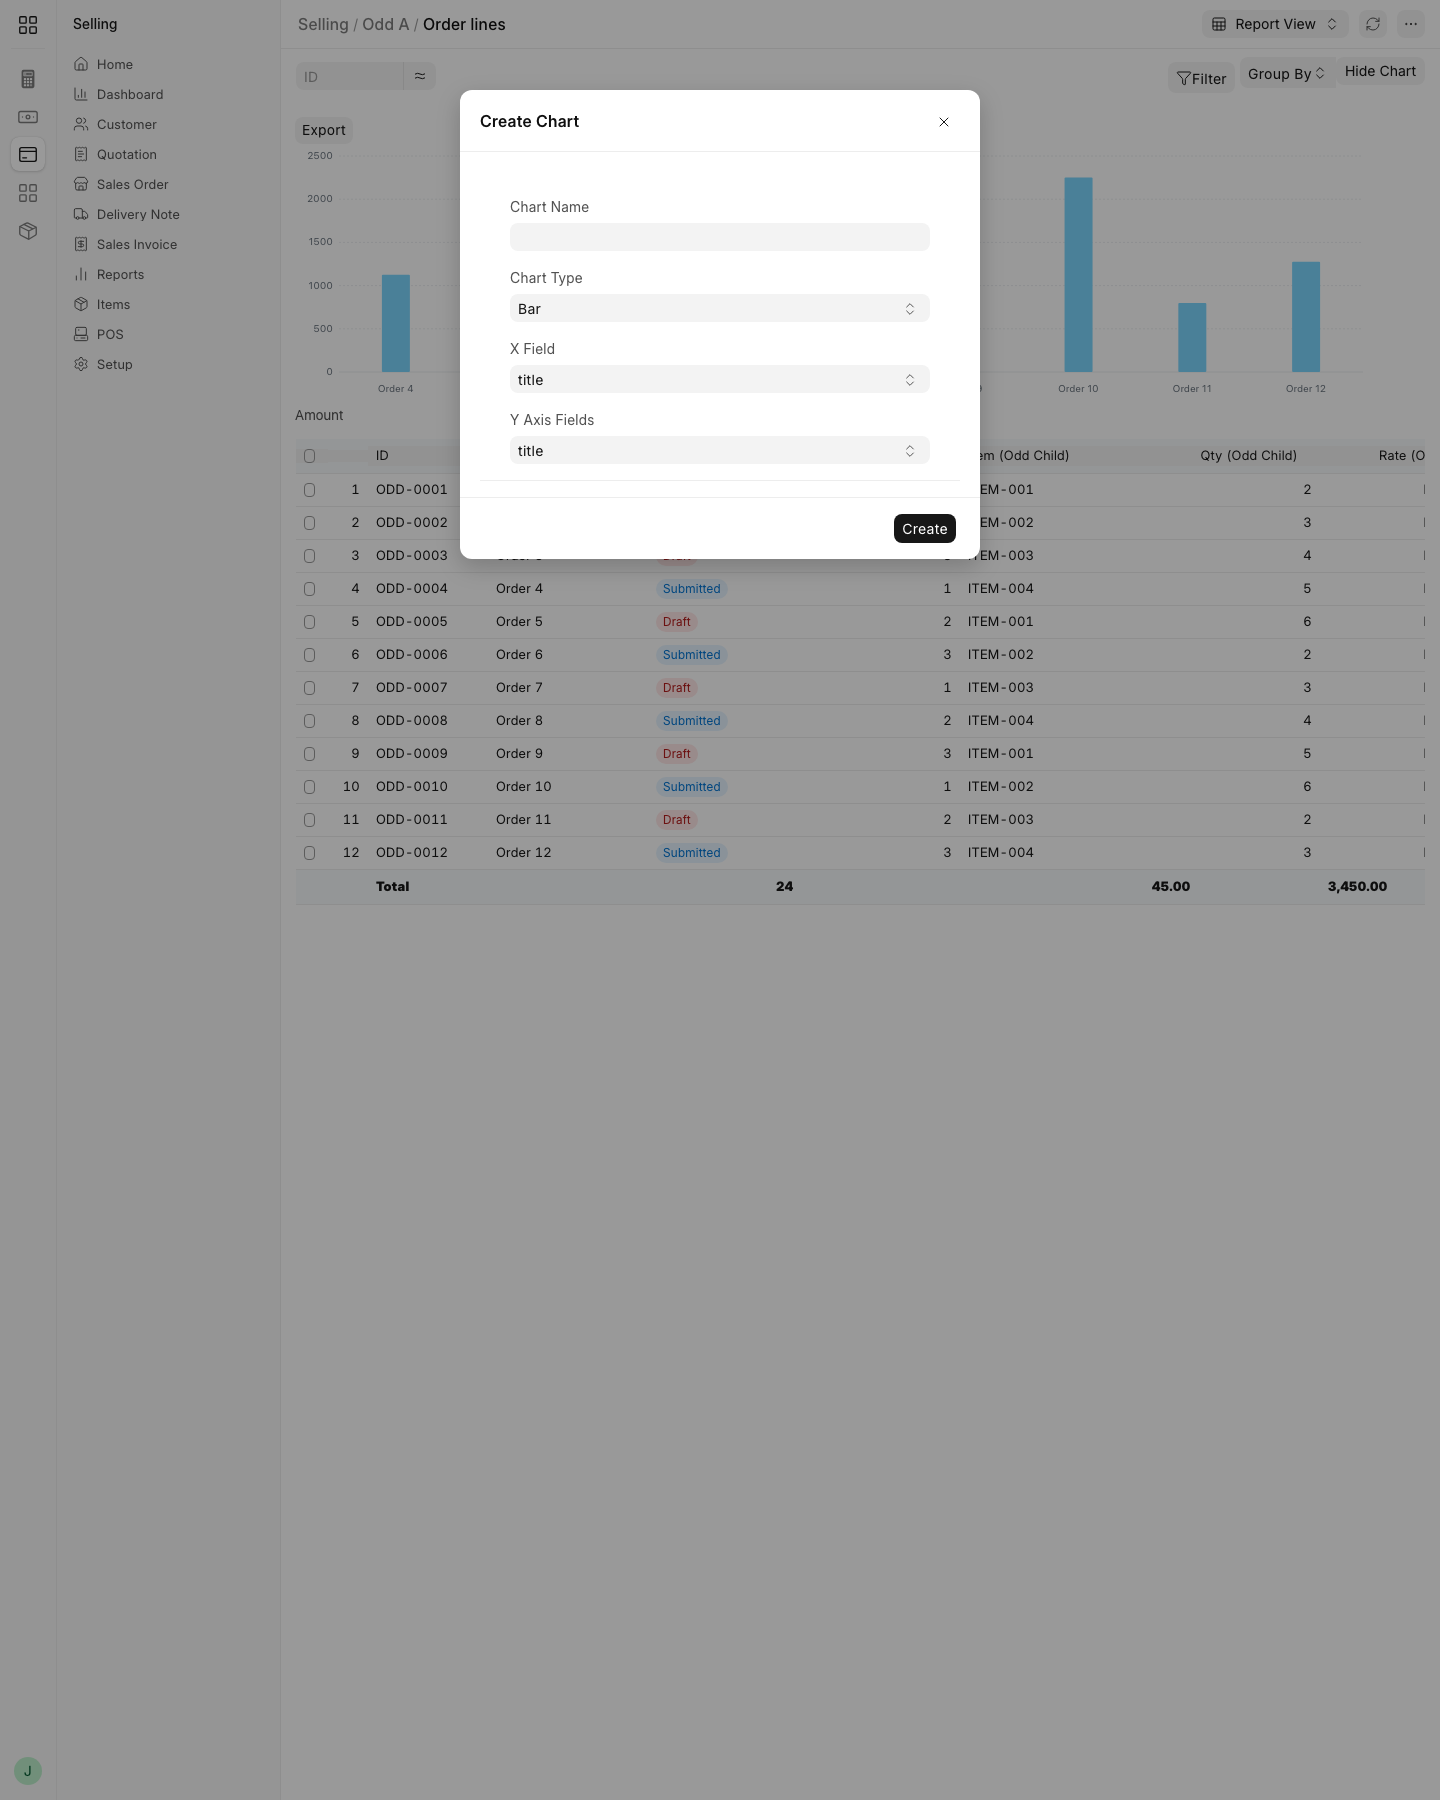 Selling
Selling / Odd A / Order lines
Report View
Home
Dashboard
Customer
Quotation
Sales Order
Delivery Note
Sales Invoice
Reports
Items
POS
Setup
ID ≈
Filter
Group By
Hide Chart
Export
2500
2000
1500
1000
500
0
Order 4
Order 10
Order 11
Order 12
Amount
Create Chart
Chart Name
Chart Type
Bar
X Field
title
Y Axis Fields
title
Create
ID (Odd Child) Qty (Odd Child) Rate
1 ODD-0001 2
2 ODD-0002 3
3 ODD-0003 ITEM-003 4
4 ODD-0004 Order 4 Submitted 1 ITEM-004 5
5 ODD-0005 Order 5 Draft 2 ITEM-001 6
6 ODD-0006 Order 6 Submitted 3 ITEM-002 2
7 ODD-0007 Order 7 Draft 1 ITEM-003 3
8 ODD-0008 Order 8 Submitted 2 ITEM-004 4
9 ODD-0009 Order 9 Draft 3 ITEM-001 5
10 ODD-0010 Order 10 Submitted 1 ITEM-002 6
11 ODD-0011 Order 11 Draft 2 ITEM-003 2
12 ODD-0012 Order 12 Submitted 3 ITEM-004 3
Total 24 45.00 3,450.00
J